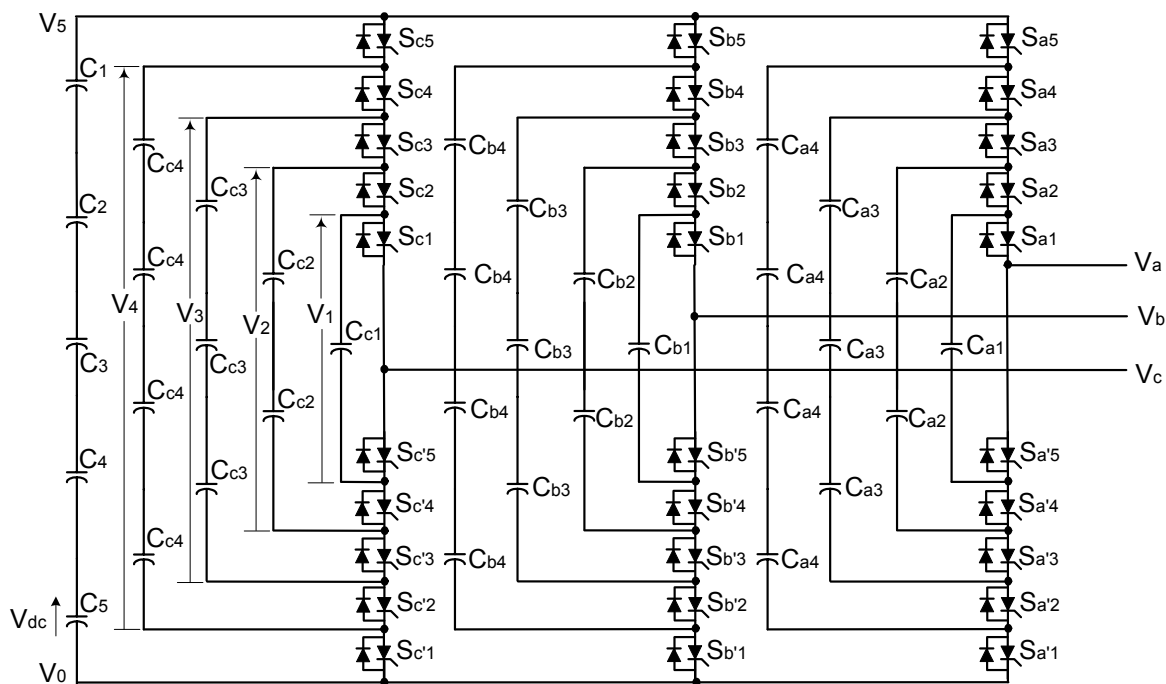 V5 Sc5 Sb5 Sa5
C1 Sc4 Sb4 Sa4
Cc4 Sc3 Cb4 Sb3 Ca4 Sa3
Cc3 Sc2 Cb3 Sb2 Ca3 Sa2
C2 Sc1 Sb1 Sa1
Cc4 Cc2 Cb4 Cb2 Ca4 Ca2 Va
V4 V3 V2 V1 Vb
C3 Cc3 Cc1 Cb3 Cb1 Ca3 Ca1
Vc
Cc4 Cc2 Cb4 Cb2 Ca4 Ca2
C4 Cc3 Sc'5 Cb3 Sb'5 Ca3 Sa'5
Sc'4 Sb'4 Sa'4
Cc4 Sc'3 Cb4 Sb'3 Ca4 Sa'3
C5 Sc'2 Sb'2 Sa'2
Vdc
V0 Sc'1 Sb'1 Sa'1